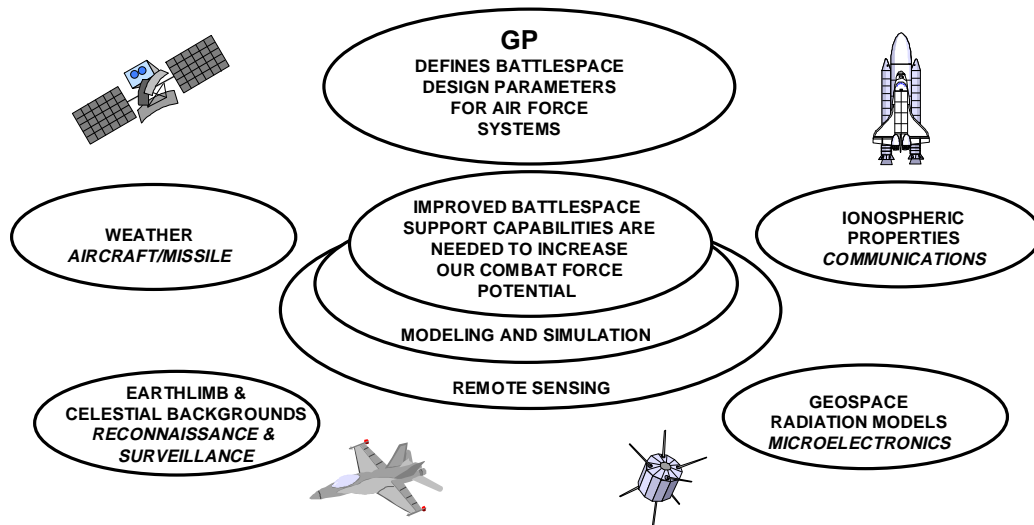 GP
DEFINES BATTLESPACE
DESIGN PARAMETERS
FOR AIR FORCE
SYSTEMS
IMPROVED BATTLESPACE
SUPPORT CAPABILITIES ARE
NEEDED TO INCREASE
OUR COMBAT FORCE
POTENTIAL
WEATHER
AIRCRAFT/MISSILE
IONOSPHERIC
PROPERTIES
COMMUNICATIONS
MODELING AND SIMULATION
REMOTE SENSING
EARTHLIMB &
CELESTIAL BACKGROUNDS
RECONNAISSANCE &
SURVEILLANCE
GEOSPACE
RADIATION MODELS
MICROELECTRONICS